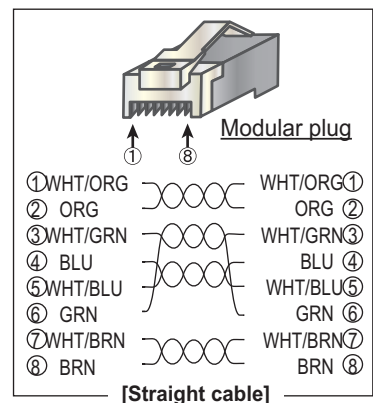 Modular plug
① ⑧
①WHT/ORG WHT/ORG①
② ORG ORG ②
③WHT/GRN WHT/GRN③
④ BLU BLU ④
⑤WHT/BLU WHT/BLU⑤
⑥ GRN GRN ⑥
⑦WHT/BRN WHT/BRN⑦
⑧ BRN BRN ⑧
[Straight cable]